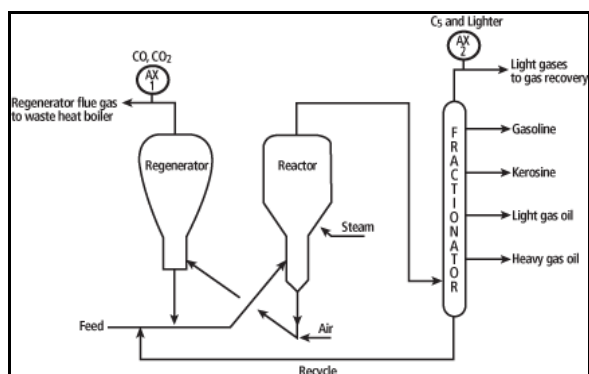 C5 and Lighter
CO, CO2
AX
1
AX
2
Light gases
to gas recovery
Regenerator flue gas
to waste heat boiler
Gasoline
Regenerator
Reactor
FRACTIONATOR
Kerosine
Steam
Light gas oil
Heavy gas oil
Feed
Air
Recycle